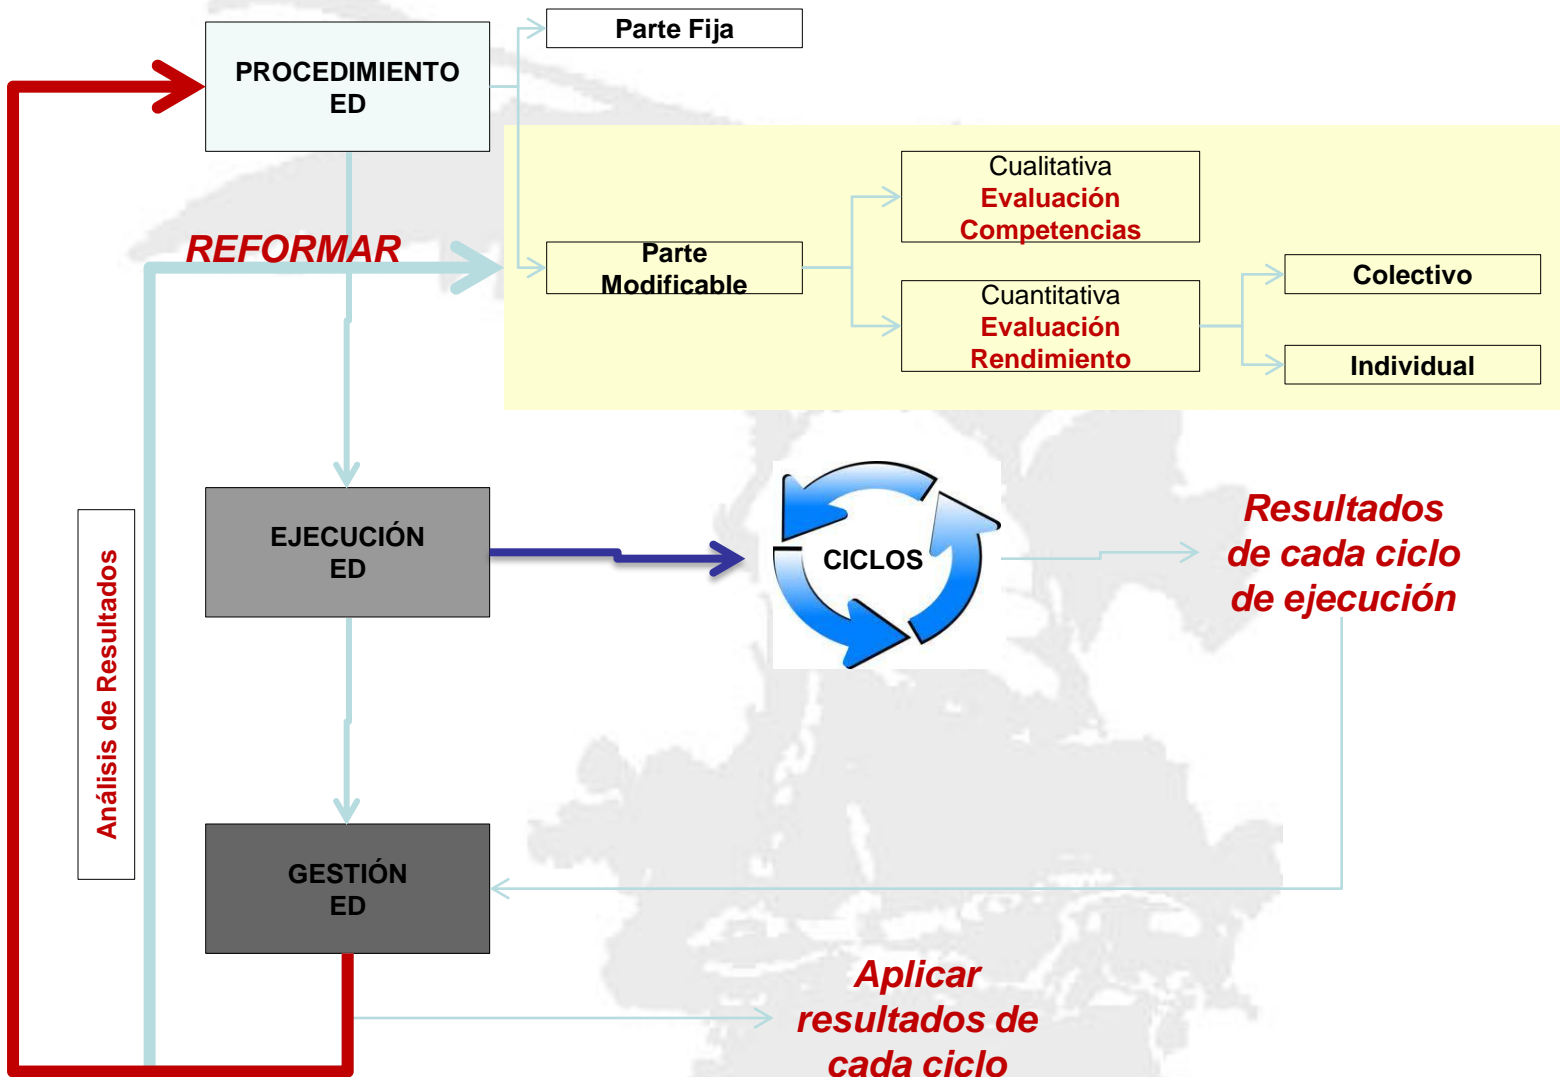 Parte Fija
PROCEDIMIENTO
ED
Cualitativa
Evaluación
Competencias
REFORMAR
Parte
Modificable
Colectivo
Cuantitativa
Evaluación
Rendimiento
Individual
EJECUCIÓN
ED
CICLOS
Resultados
de cada ciclo
de ejecución
Análisis de Resultados
GESTIÓN
ED
Aplicar
resultados de
cada ciclo